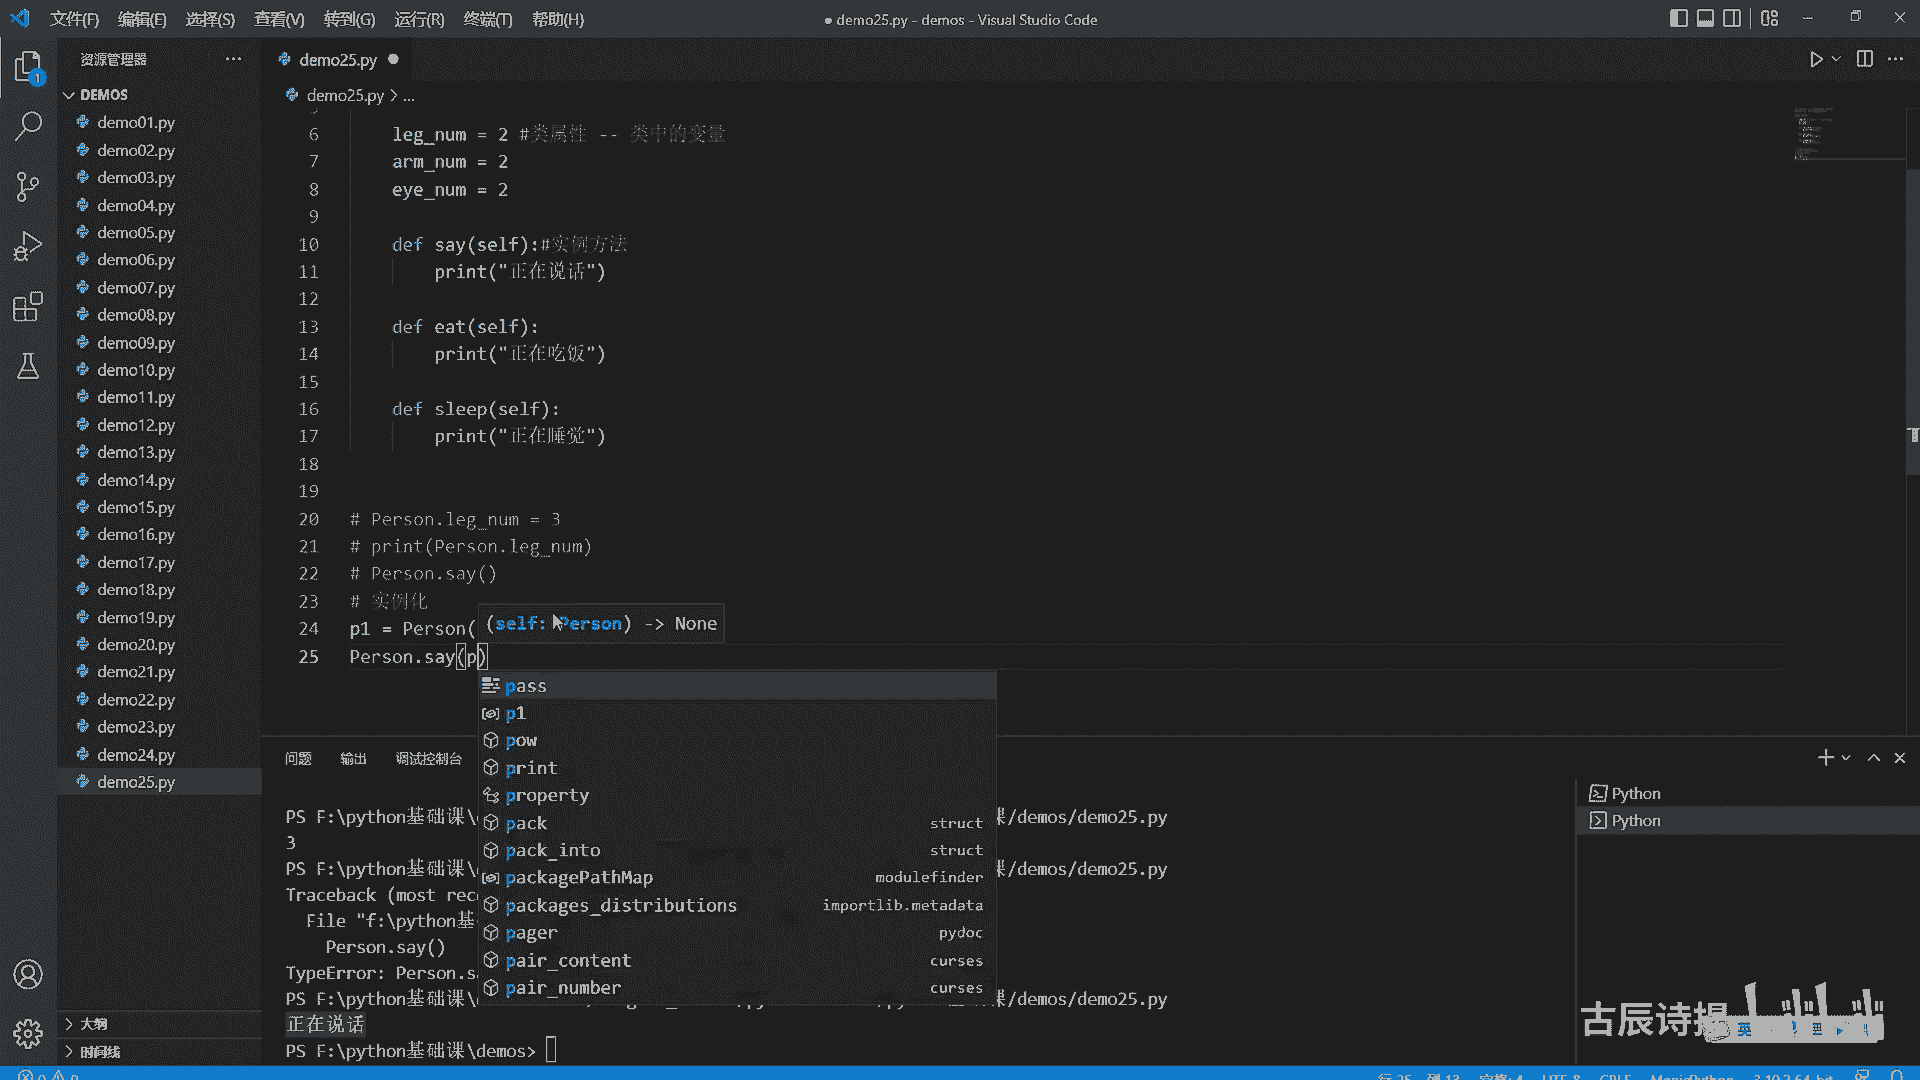 文件(F) 编辑(E) 选择(S) 查看(V) 转到(G) 运行(R) 终端(T) 帮助(H)
● demo25.py - demos - Visual Studio Code
资源管理器
1
DEMOS
demo01.py
demo02.py
demo03.py
demo04.py
demo05.py
demo06.py
demo07.py
demo08.py
demo09.py
demo10.py
demo11.py
demo12.py
demo13.py
demo14.py
demo15.py
demo16.py
demo17.py
demo18.py
demo19.py
demo20.py
demo21.py
demo22.py
demo23.py
demo24.py
demo25.py
大纲
时间线
demo25.py ●
demo25.py > ...
6 leg_num = 2 #类属性 -- 类中的变量
7 arm_num = 2
8 eye_num = 2
9
10 def say(self):#实例方法
11 print("正在说话")
12
13 def eat(self):
14 print("正在吃饭")
15
16 def sleep(self):
17 print("正在睡觉")
18
19
20 # Person.leg_num = 3
21 # print(Person.leg_num)
22 # Person.say()
23 # 实例化
24 p1 = Person(
(self: Person) -> None
25 Person.say(p)
pass
p1
pow
print
property
pack struct
pack_into struct
packagePathMap modulefinder
packages_distributions importlib.metadata
pager pydoc
pair_content curses
pair_number curses
问题 输出 调试控制台
PS F:\python基础课\ /demos/demo25.py
3
PS F:\python基础课\ /demos/demo25.py
Traceback (most rec
File "f:\python基
Person.say()
TypeError: Person.s
PS F:\python基础课\ /demos/demo25.py
正在说话
PS F:\python基础课\demos>
Python
Python
古辰诗提
英